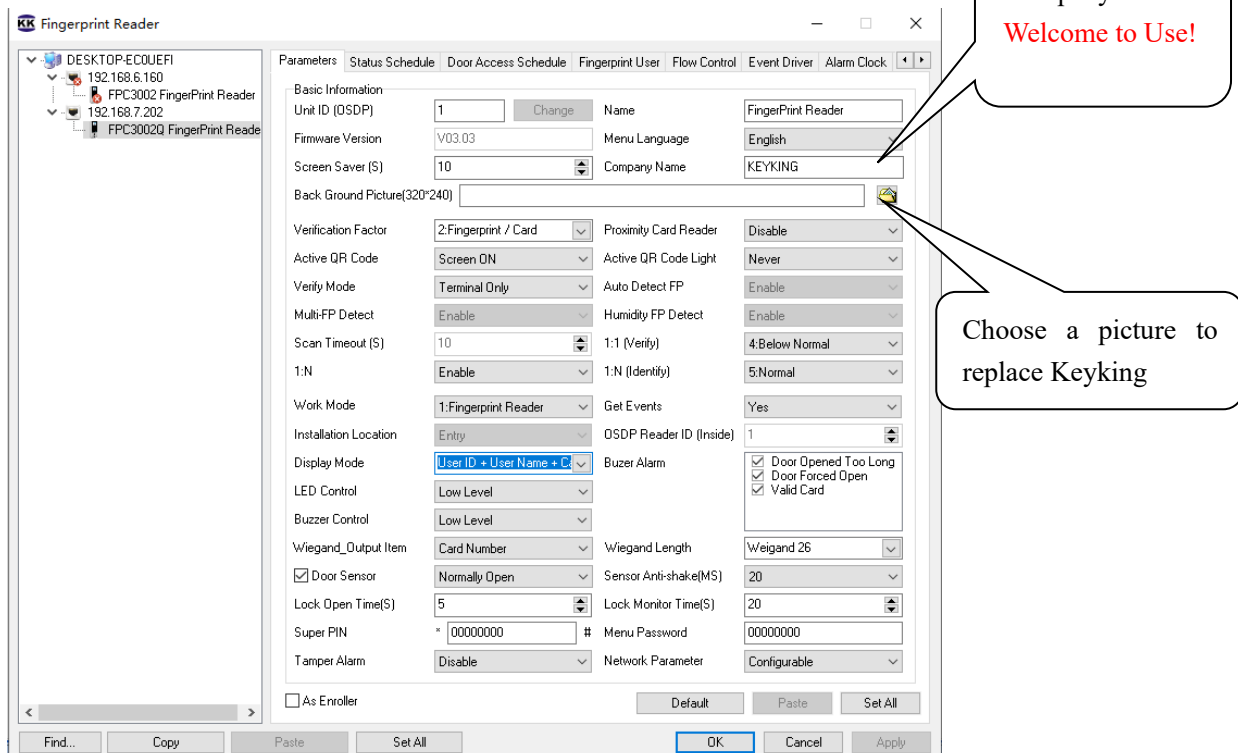 KK Fingerprint Reader
Welcome to Use!
DESKTOP-EC0UEFI
192.168.6.160
FPC3002 FingerPrint Reader
192.168.7.202
FPC3002Q FingerPrint Reade
Parameters Status Schedule Door Access Schedule Fingerprint User Flow Control Event Driver Alarm Clock
Basic Information
Unit ID (OSDP) 1 Change Name FingerPrint Reader
Firmware Version V03.03 Menu Language English
Screen Saver (S) 10 Company Name KEYKING
Back Ground Picture(320*240)
Verification Factor 2:Fingerprint / Card Proximity Card Reader Disable
Active QR Code Screen ON Active QR Code Light Never
Verify Mode Terminal Only Auto Detect FP Enable
Multi-FP Detect Enable Humidity FP Detect Enable
Scan Timeout (S) 10 1:1 (Verify) 4:Below Normal
1:N Enable 1:N (Identify) 5:Normal
Choose a picture to
replace Keyking
Work Mode 1:Fingerprint Reader Get Events Yes
Installation Location Entry OSDP Reader ID (Inside) 1
Display Mode User ID + User Name + Ca Buzer Alarm Door Opened Too Long
Door Forced Open
LED Control Low Level Valid Card
Buzzer Control Low Level
Wiegand_Output Item Card Number Wiegand Length Weigand 26
Door Sensor Normally Open Sensor Anti-shake(MS) 20
Lock Open Time(S) 5 Lock Monitor Time(S) 20
Super PIN * 00000000 # Menu Password 00000000
Tamper Alarm Disable Network Parameter Configurable
As Enroller Default Paste Set All
Find... Copy Paste Set All OK Cancel Apply